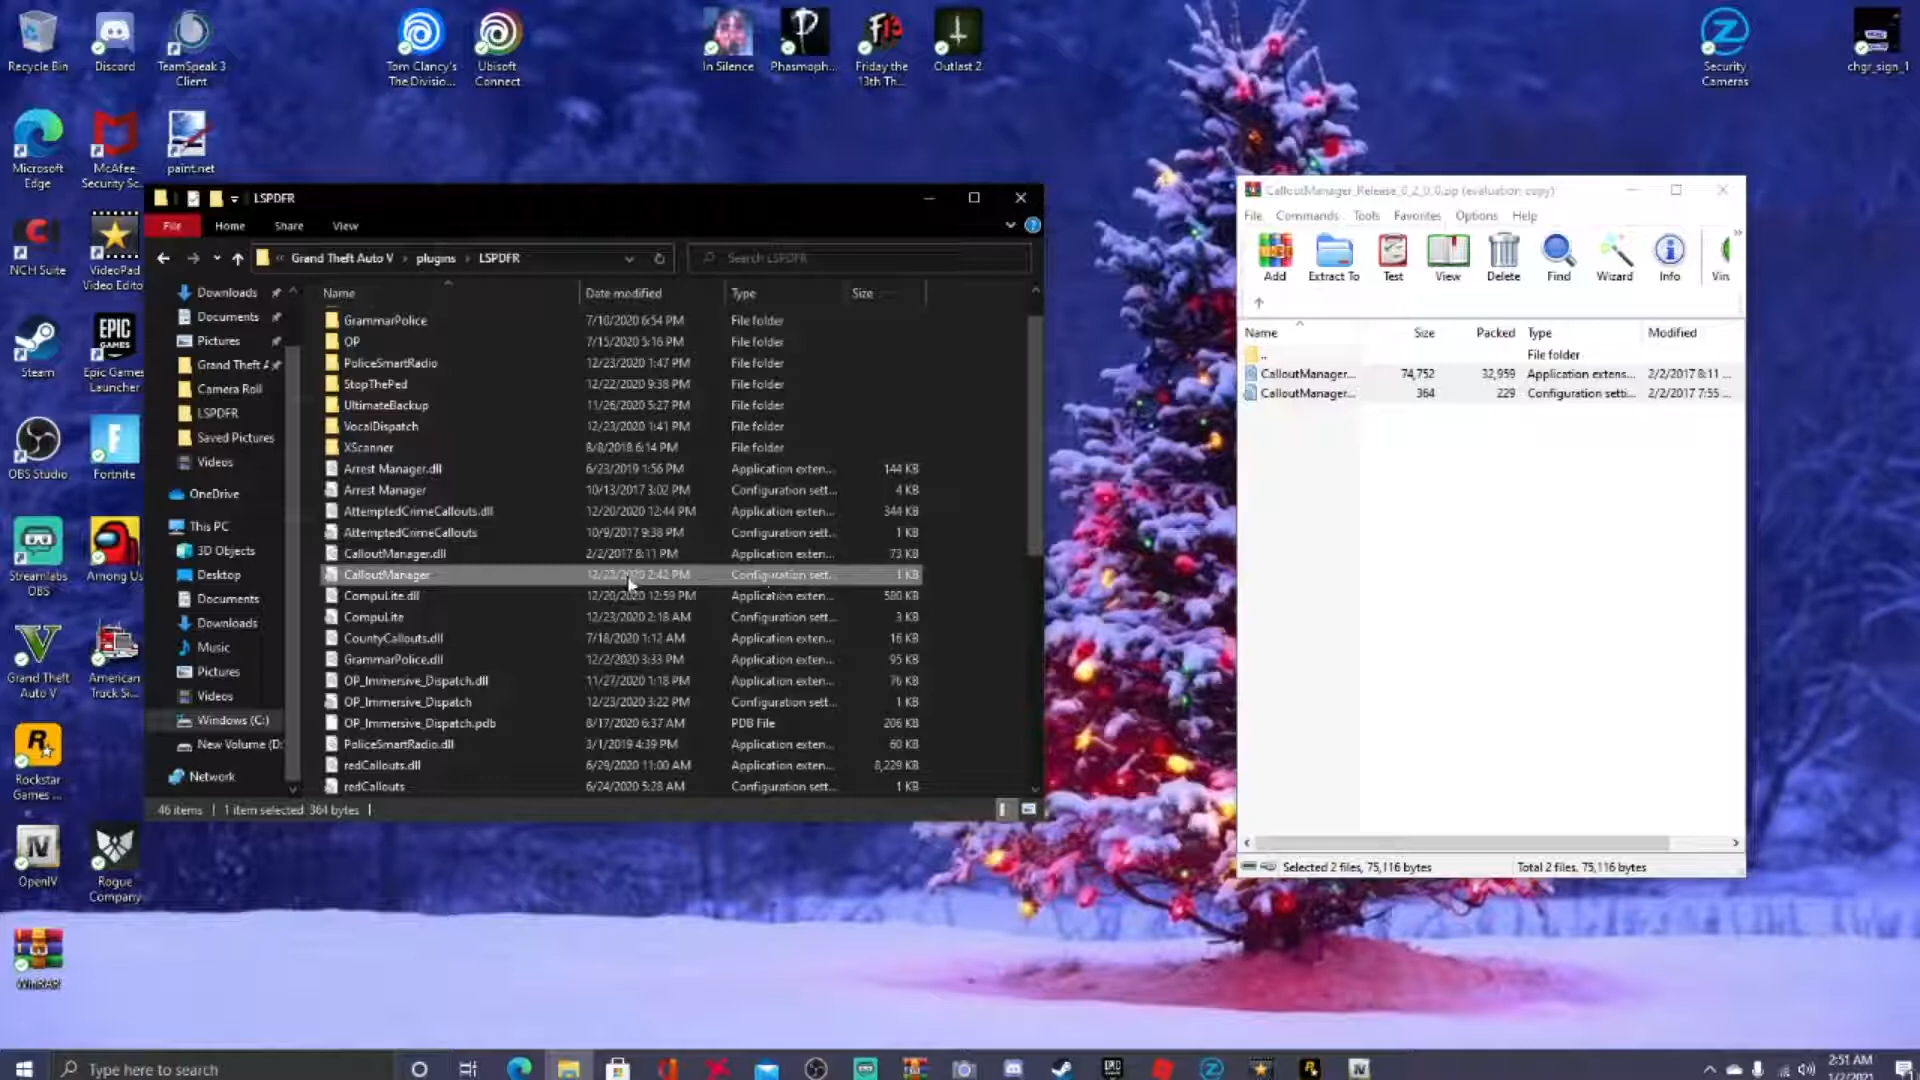 Recycle Bin
Discord
TeamSpeak 3
Client
Tom Clancy's
The Divisio...
Ubisoft
Connect
In Silence
Phasmoph...
Friday the
13th Th...
Outlast 2
Security
Cameras
chgr_sign_1
Microsoft
Edge
McAfee
Security Sc...
paint.net
NCH Suite
VideoPad
Video Edito
Steam
EPIC
GAMES
Epic Games
Launcher
OBS Studio
Fortnite
Streamlabs
OBS
Among Us
Grand Theft
Auto V
American
Truck Si...
Rockstar
Games ...
OpenIV
Rogue
Company
WinRAR
LSPDFR
File
Home
Share
View
« Grand Theft Auto V › plugins › LSPDFR
Search LSPDFR
Downloads
Documents
Pictures
Grand Theft A
Camera Roll
LSPDFR
Saved Pictures
Videos
OneDrive
This PC
3D Objects
Desktop
Documents
Downloads
Music
Pictures
Videos
Windows (C:)
New Volume (D:
Network
Name Date modified Type Size
GrammarPolice 7/10/2020 6:54 PM File folder
OP 7/15/2020 5:16 PM File folder
PoliceSmartRadio 12/23/2020 1:47 PM File folder
StopThePed 12/22/2020 9:38 PM File folder
UltimateBackup 11/26/2020 5:27 PM File folder
VocalDispatch 12/23/2020 1:41 PM File folder
XScanner 8/8/2018 6:14 PM File folder
Arrest Manager.dll 6/23/2019 1:56 PM Application exten... 144 KB
Arrest Manager 10/13/2017 3:02 PM Configuration sett... 4 KB
AttemptedCrimeCallouts.dll 12/20/2020 12:44 PM Application exten... 344 KB
AttemptedCrimeCallouts 10/9/2017 9:38 PM Configuration sett... 1 KB
CalloutManager.dll 2/2/2017 8:11 PM Application exten... 73 KB
CalloutManager 12/23/2020 2:42 PM Configuration sett... 1 KB
CompuLite.dll 12/20/2020 12:59 PM Application exten... 580 KB
CompuLite 12/23/2020 2:18 AM Configuration sett... 3 KB
CountyCallouts.dll 7/18/2020 1:12 AM Application exten... 16 KB
GrammarPolice.dll 12/2/2020 3:33 PM Application exten... 95 KB
OP_Immersive_Dispatch.dll 11/27/2020 1:18 PM Application exten... 76 KB
OP_Immersive_Dispatch 12/23/2020 3:22 PM Configuration sett... 1 KB
OP_Immersive_Dispatch.pdb 8/17/2020 6:37 AM PDB File 206 KB
PoliceSmartRadio.dll 3/1/2019 4:39 PM Application exten... 60 KB
redCallouts.dll 6/29/2020 11:00 AM Application exten... 8,229 KB
redCallouts 6/24/2020 5:28 AM Configuration sett... 1 KB
46 items 1 item selected 364 bytes
CalloutManager_Release_0_2_0_0.zip (evaluation copy)
File Commands Tools Favorites Options Help
Add
Extract To
Test
View
Delete
Find
Wizard
Info
Name Size Packed Type Modified
.. File folder
CalloutManager... 74,752 32,959 Application extens... 2/2/2017 8:11 ...
CalloutManager... 364 229 Configuration setti... 2/2/2017 7:55 ...
Selected 2 files, 75,116 bytes
Total 2 files, 75,116 bytes
Type here to search
2:51 AM
1/2/2021